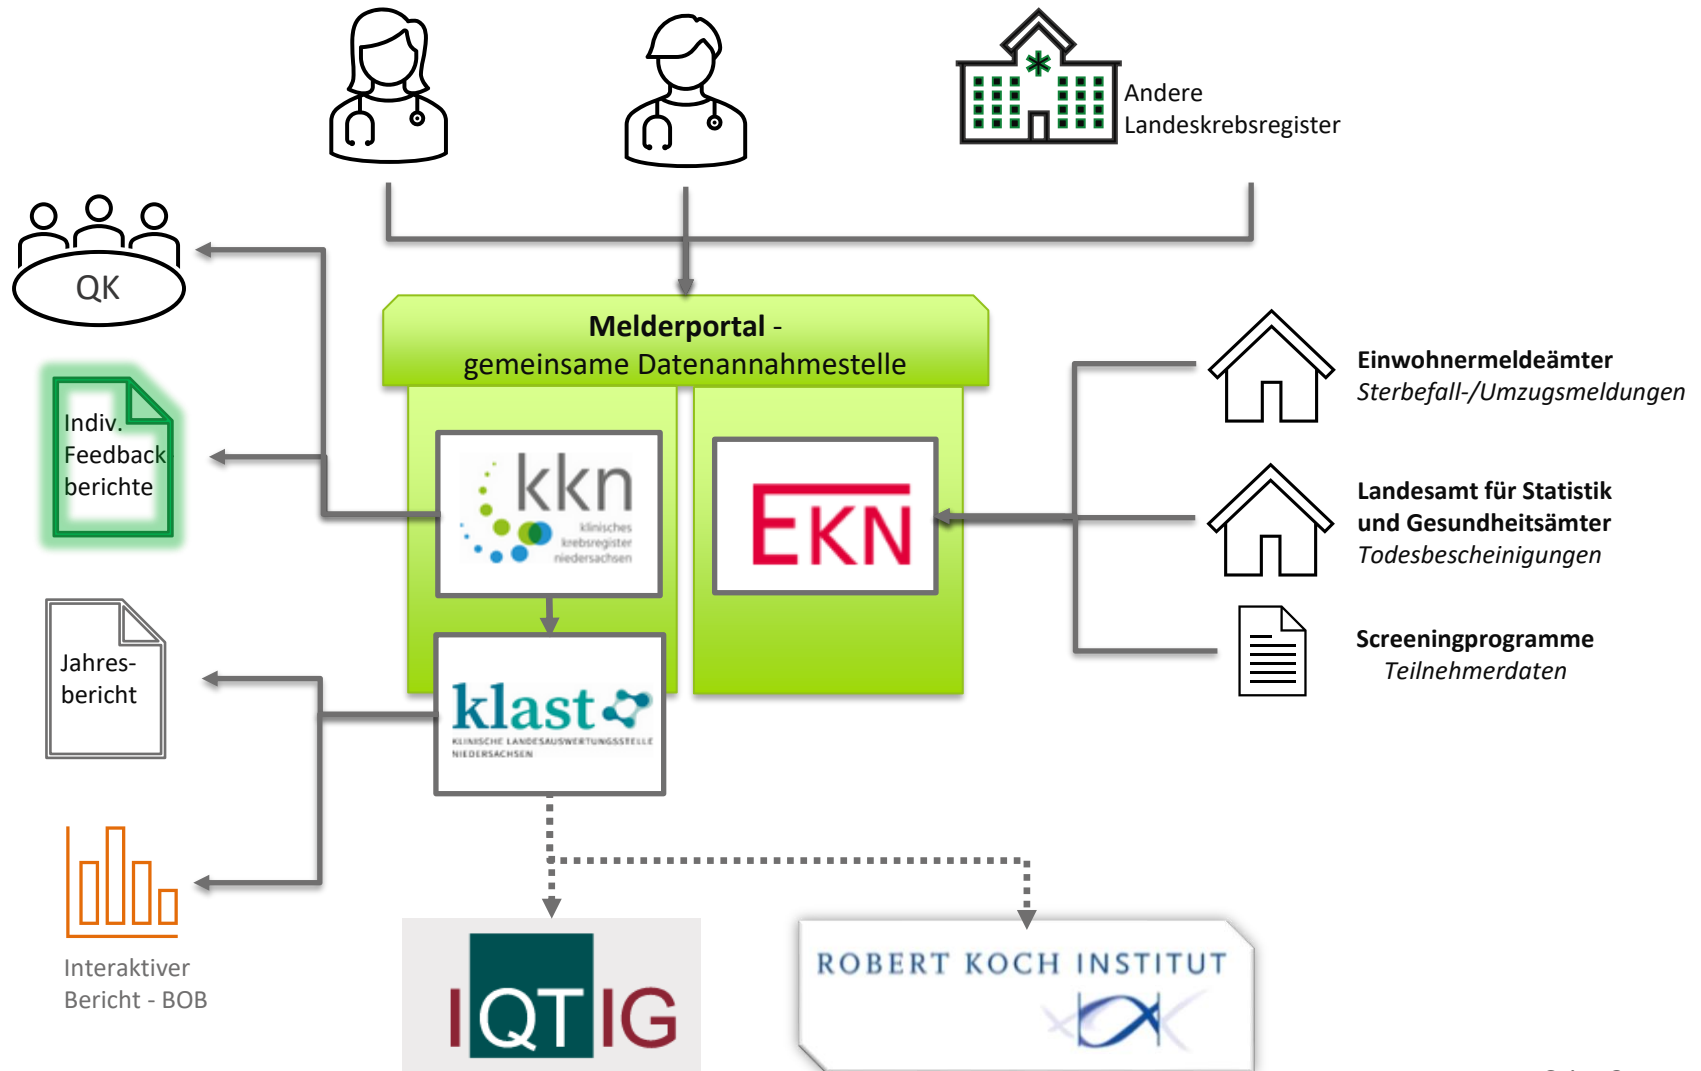 Andere
Landeskrebsregister
QK
Melderportal -
gemeinsame Datenannahmestelle
Indiv.
Feedback
berichte
kkn
klinisches
krebsregister
niedersachsen
EKN
Einwohnermeldeämter
Sterbefall-/Umzugsmeldungen
Landesamt für Statistik
und Gesundheitsämter
Todesbescheinigungen
Screeningprogramme
Teilnehmerdaten
Jahres-
bericht
klast
KLINISCHE LANDESAUSWERTUNGSSTELLE
NIEDERSACHSEN
Interaktiver
Bericht - BOB
IQTIG
ROBERT KOCH INSTITUT